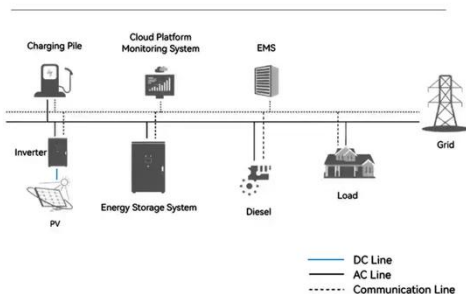 Charging Pile
Cloud Platform
Monitoring System
EMS
Grid
Inverter
PV
Energy Storage System
Diesel
Load
DC Line
AC Line
Communication Line